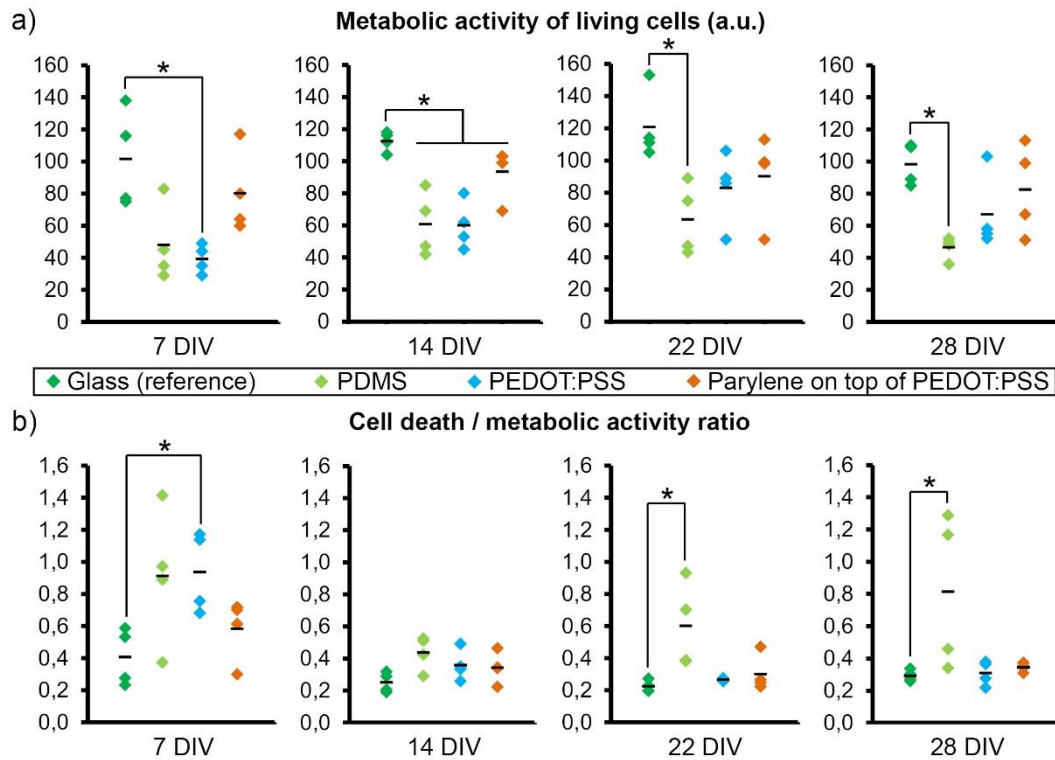 a) Metabolic activity of living cells (a.u.)
160 160 160 160
140 140 140 140
120 120 120 120
100 100 100 100
80 80 80 80
60 60 60 60
40 40 40 40
20 20 20 20
0 0 0 0
* * * *
7 DIV 14 DIV 22 DIV 28 DIV
Glass (reference) PDMS PEDOT:PSS Parylene on top of PEDOT:PSS
b) Cell death / metabolic activity ratio
1,6 1,6 1,6 1,6
1,4 1,4 1,4 1,4
1,2 1,2 1,2 1,2
1,0 1,0 1,0 1,0
0,8 0,8 0,8 0,8
0,6 0,6 0,6 0,6
0,4 0,4 0,4 0,4
0,2 0,2 0,2 0,2
0,0 0,0 0,0 0,0
* * *
7 DIV 14 DIV 22 DIV 28 DIV